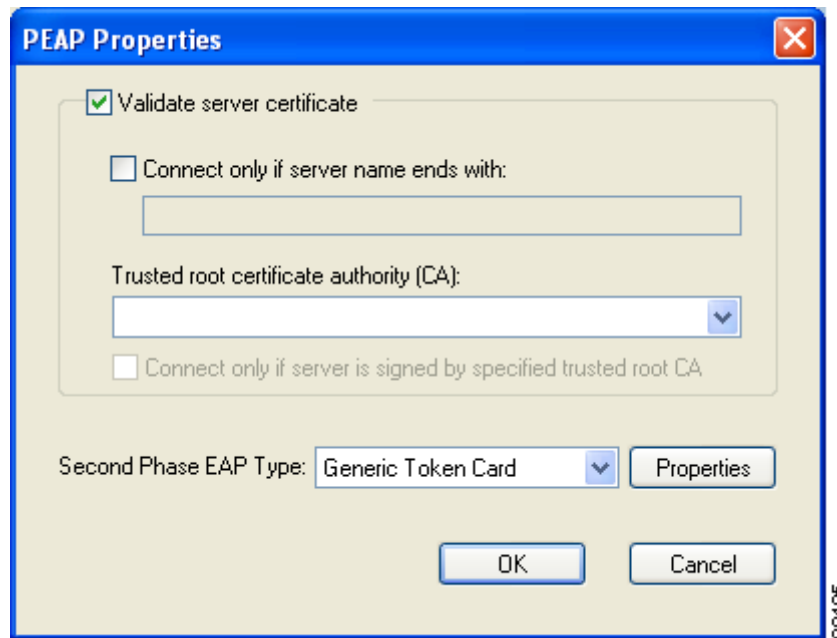 PEAP Properties
Validate server certificate
Connect only if server name ends with:
Trusted root certificate authority (CA):
Connect only if server is signed by specified trusted root CA
Second Phase EAP Type: Generic Token Card Properties
OK Cancel